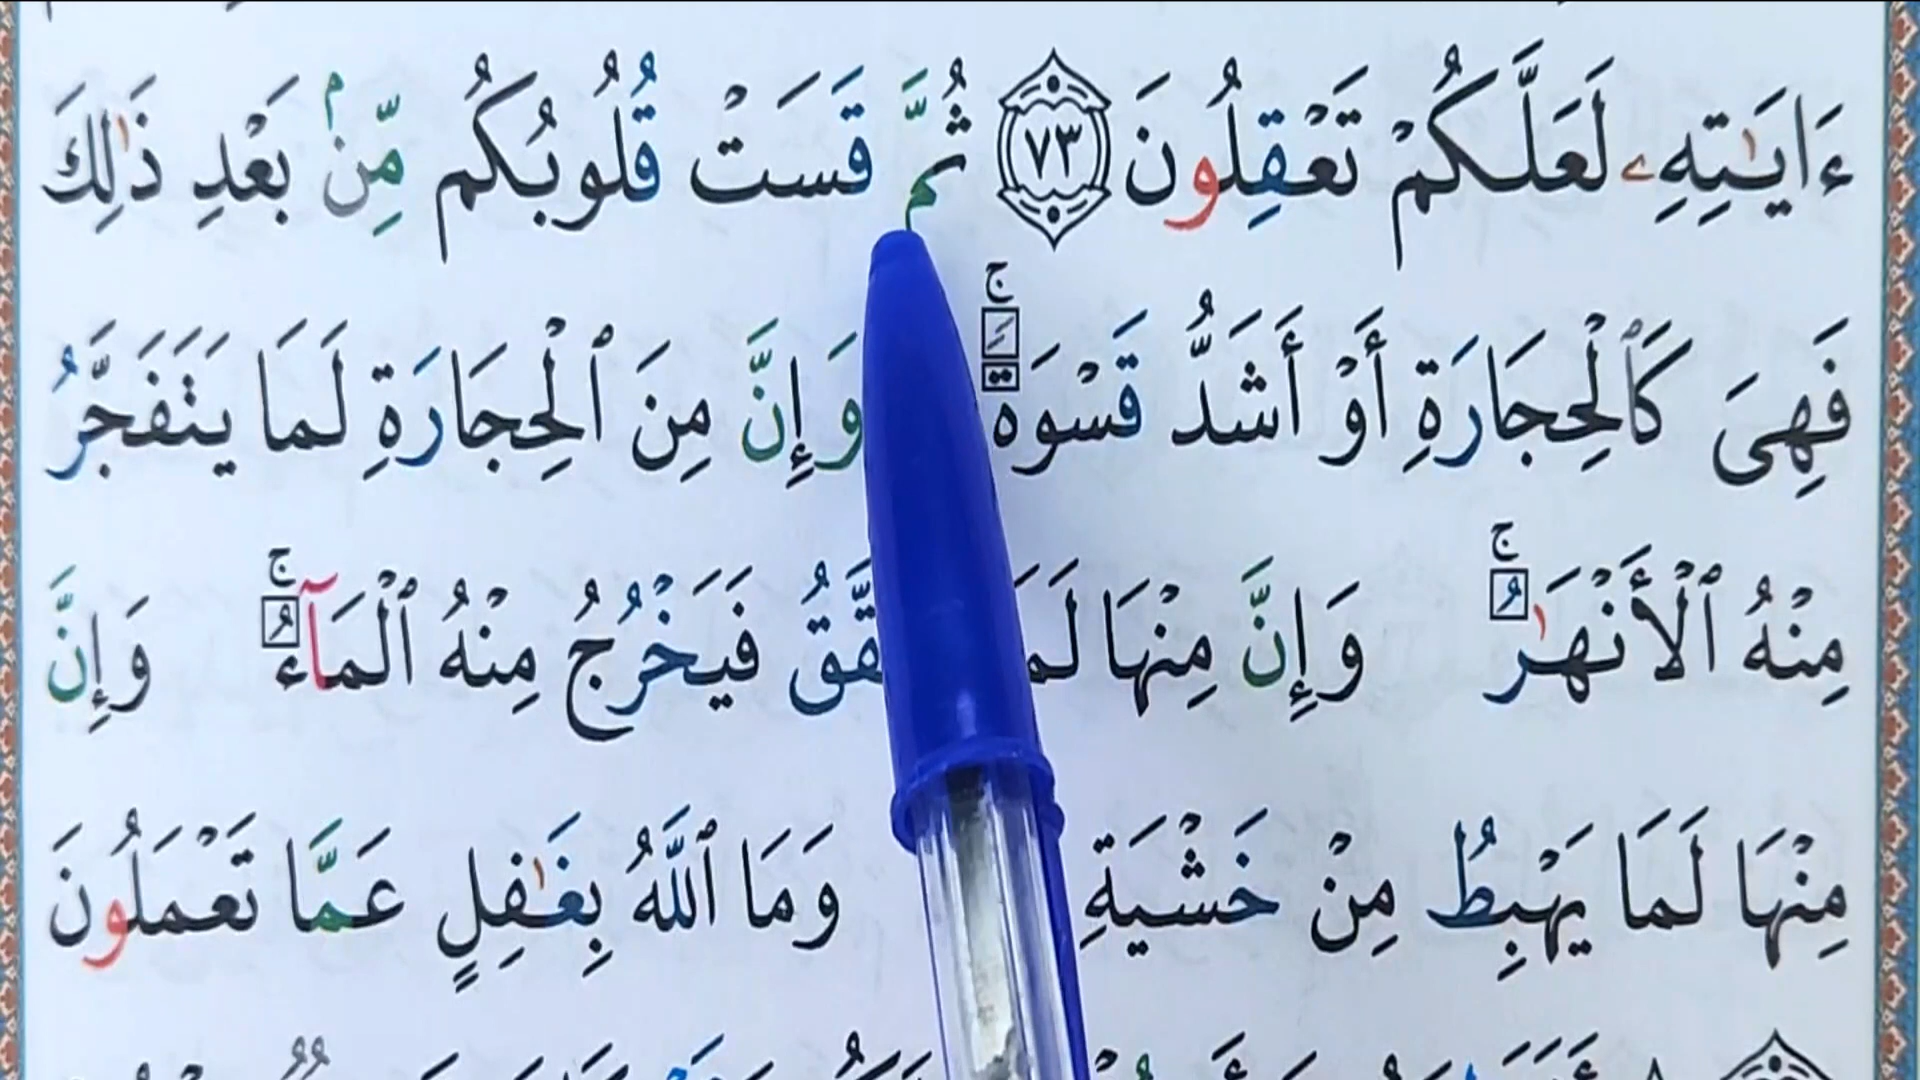 ءَايَـٰتِهِۦ لَعَلَّكُمْ تَعْقِلُونَ ٧٣ ثُمَّ قَسَتْ قُلُوبُكُم مِّنۢ بَعْدِ ذَٰلِكَ
فَهِىَ كَٱلْحِجَارَةِ أَوْ أَشَدُّ قَسْوَةًۚ وَإِنَّ مِنَ ٱلْحِجَارَةِ لَمَا يَتَفَجَّرُ
مِنْهُ ٱلْأَنْهَـٰرُۚ وَإِنَّ مِنْهَا فَيَخْرُجُ مِنْهُ ٱلْمَآءُۚ وَإِنَّ
مِنْهَا لَمَا يَهْبِطُ مِنْ خَشْيَةِ وَمَا ٱللَّهُ بِغَـٰفِلٍ عَمَّا تَعْمَلُونَ